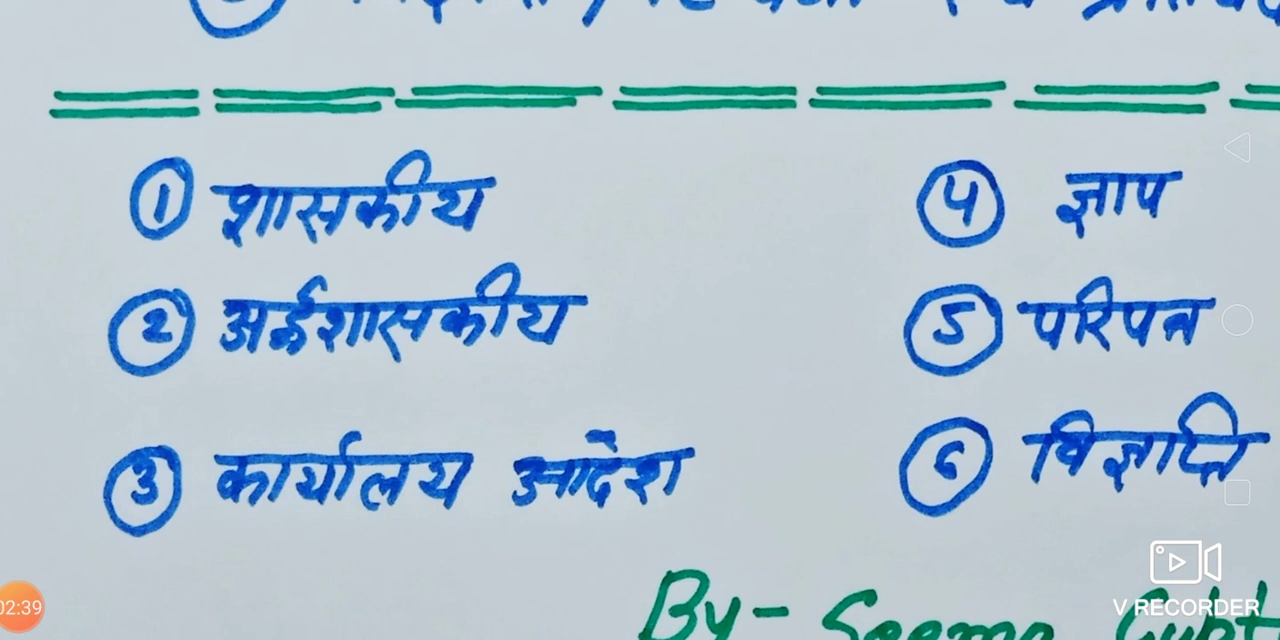 ① शासकीय
② अर्द्धशासकीय
③ कार्यालय आदेश
④ ज्ञाप
⑤ परिपत्र
⑥ विज्ञप्ति
By- Seema Gupt
02:39
V RECORDER